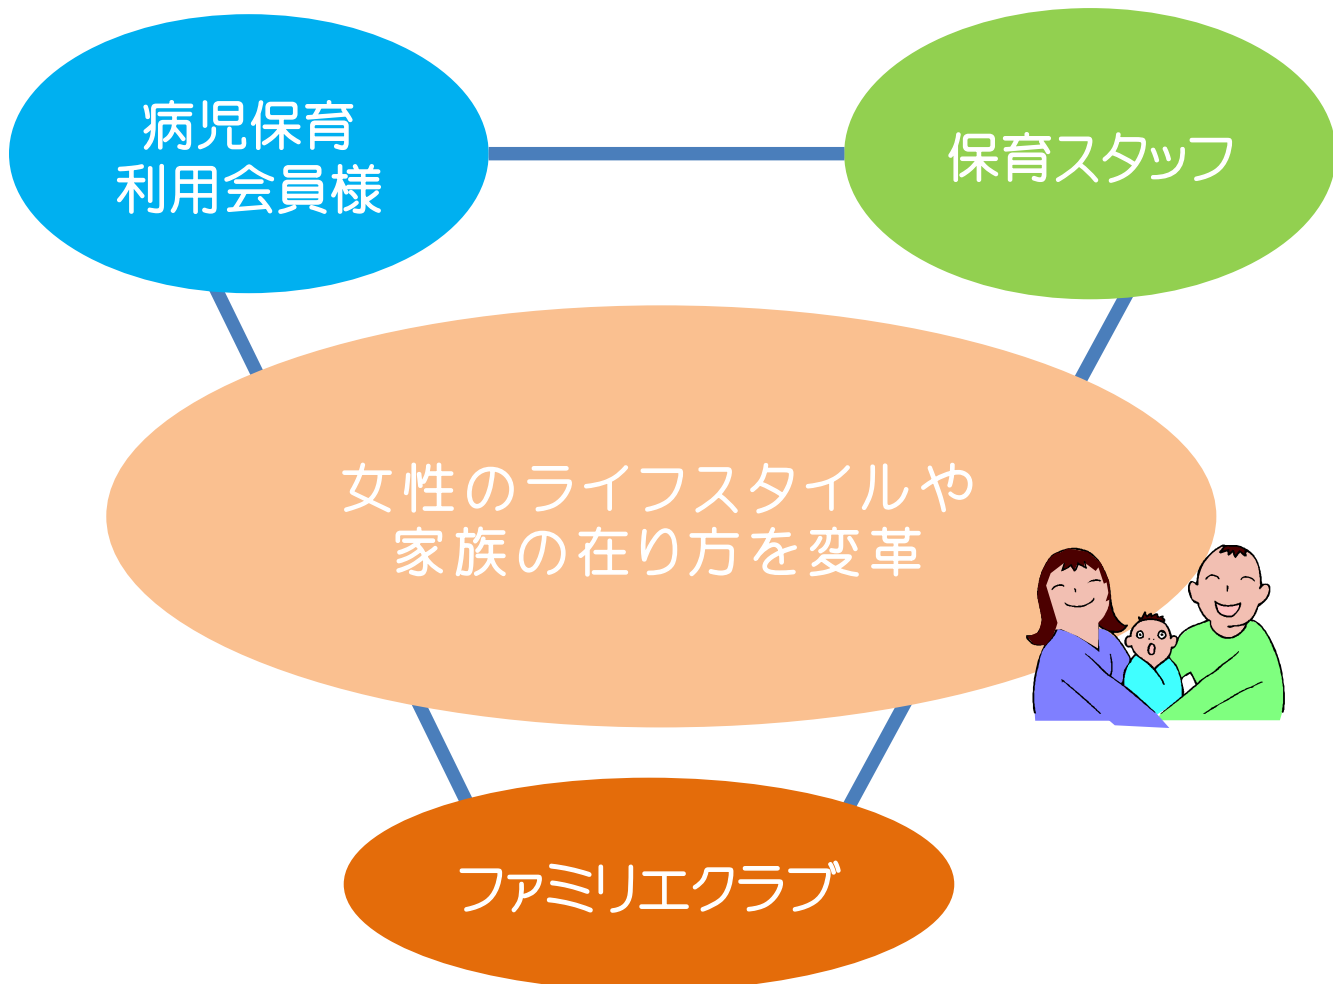 病児保育
利用会員様
保育スタッフ
女性のライフスタイルや
家族の在り方を変革
ファミリエクラブ